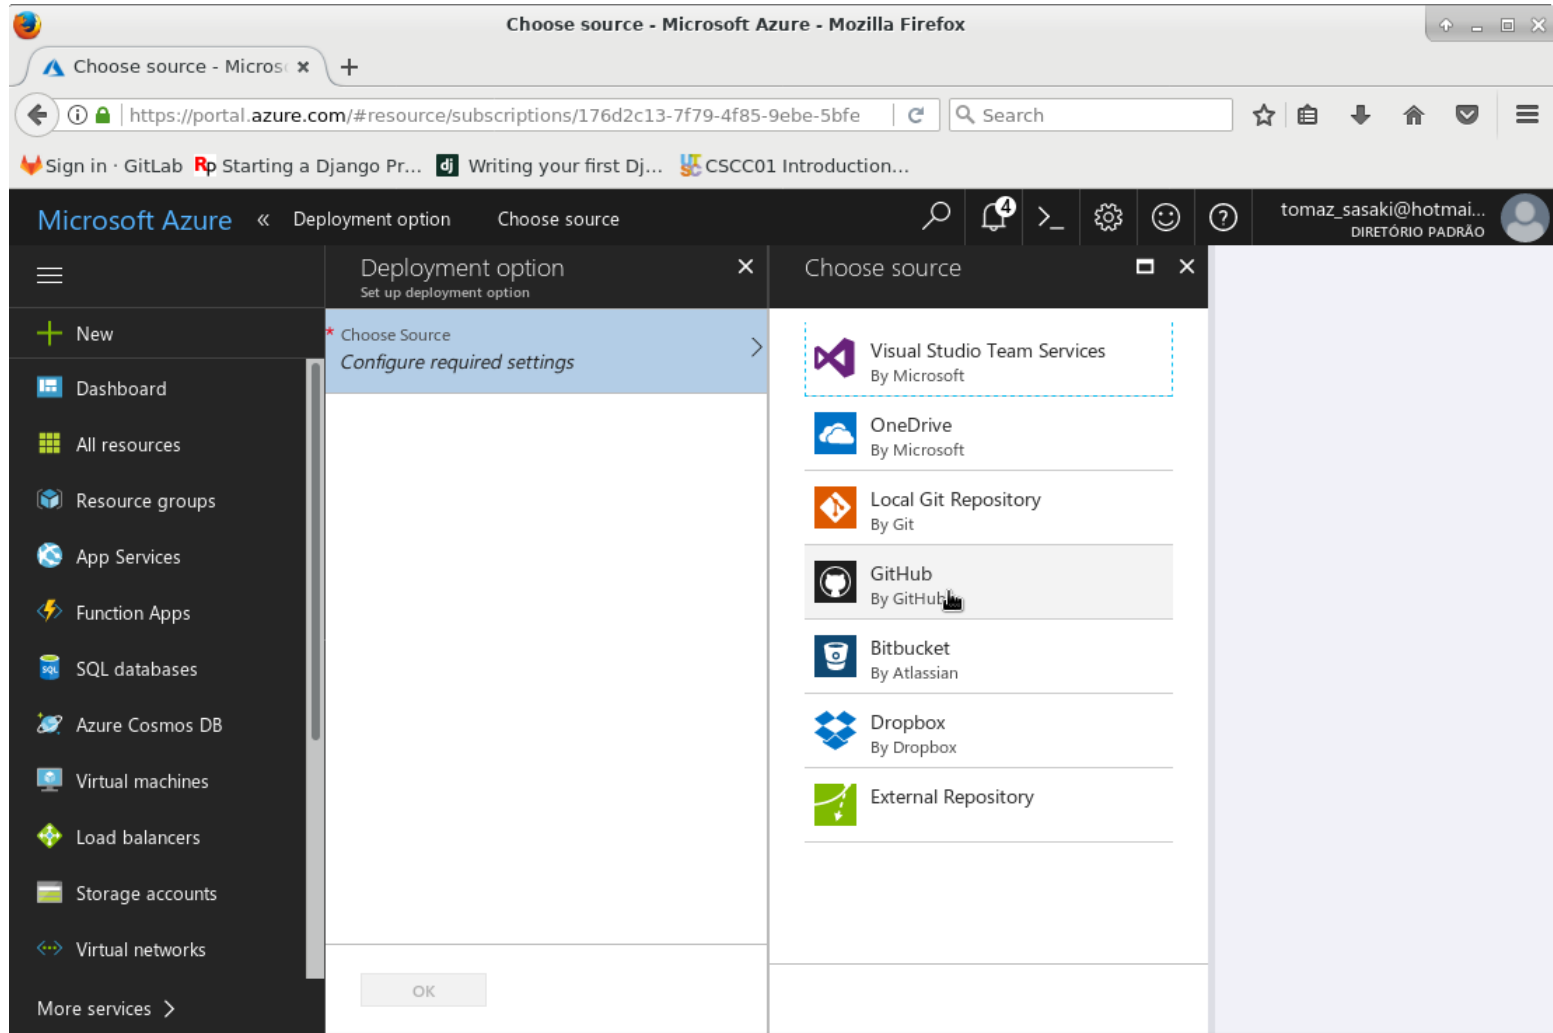 Choose source - Microsoft Azure - Mozilla Firefox
Choose source - Micros
https://portal.azure.com/#resource/subscriptions/176d2c13-7f79-4f85-9ebe-5bfe
Search
Sign in · GitLab
Rp Starting a Django Pr...
dj Writing your first Dj...
CSCC01 Introduction...
Microsoft Azure
«
Deployment option
Choose source
4
tomaz_sasaki@hotmai...
DIRETÓRIO PADRÃO
New
Dashboard
All resources
Resource groups
App Services
Function Apps
SQL databases
Azure Cosmos DB
Virtual machines
Load balancers
Storage accounts
Virtual networks
More services
Deployment option
Set up deployment option
* Choose Source
Configure required settings
OK
Choose source
Visual Studio Team Services
By Microsoft
OneDrive
By Microsoft
Local Git Repository
By Git
GitHub
By GitHub
Bitbucket
By Atlassian
Dropbox
By Dropbox
External Repository